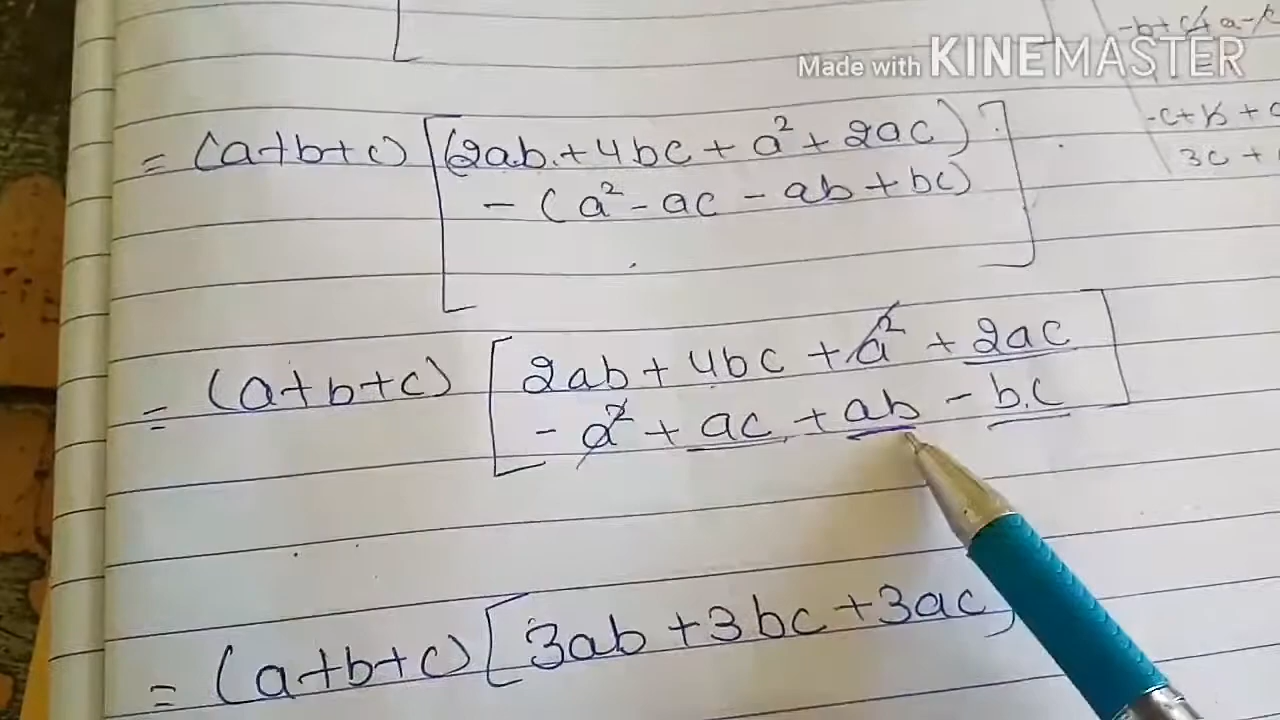 -b+c+a-c
Made with KINEMASTER
= (a+b+c) [(2ab+4bc+a²+2ac)
-c+b+
- (a²-ac-ab+bc)]
3c+
= (a+b+c) [2ab+4bc+a²+2ac
-a²+ac+ab-bc]
= (a+b+c) [3ab+3bc+3ac